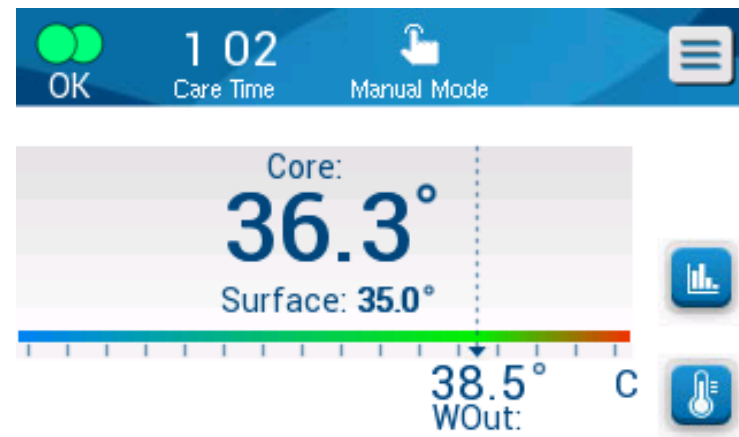 1 02
OK Care Time Manual Mode
Core:
36.3°
Surface: 35.0°
38.5° C
WOut: